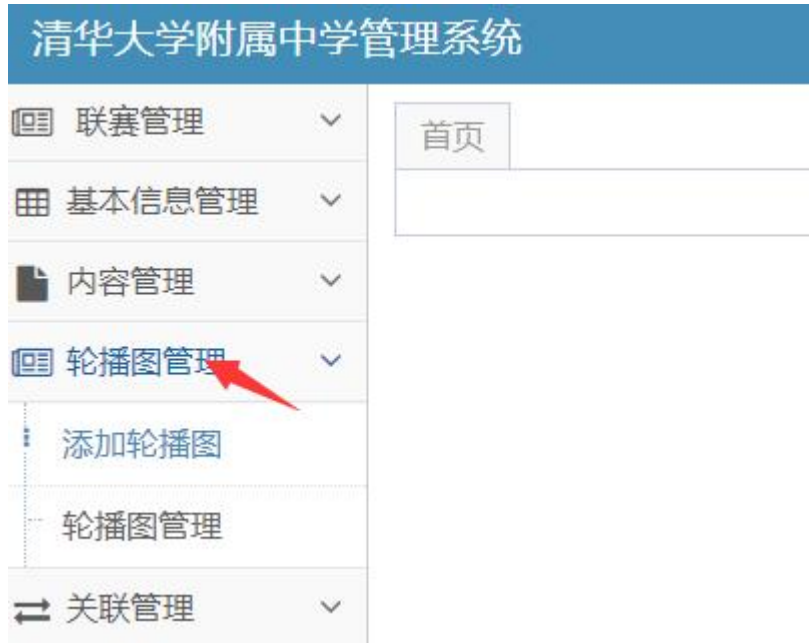 清华大学附属中学管理系统
联赛管理
首页
基本信息管理
内容管理
轮播图管理
添加轮播图
轮播图管理
关联管理